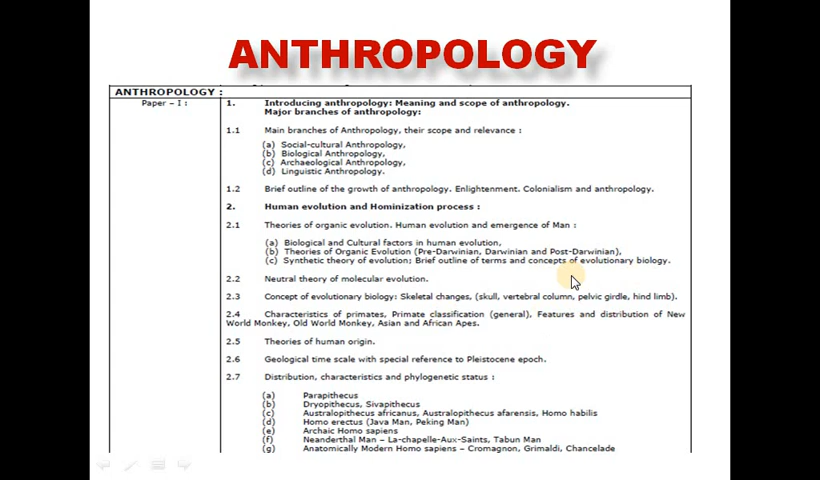 ANTHROPOLOGY
ANTHROPOLOGY :
Paper – I :
1. Introducing anthropology: Meaning and scope of anthropology.
Major branches of anthropology:
1.1 Main branches of Anthropology, their scope and relevance :
(a) Social-cultural Anthropology,
(b) Biological Anthropology,
(c) Archaeological Anthropology,
(d) Linguistic Anthropology.
1.2 Brief outline of the growth of anthropology. Enlightenment. Colonialism and anthropology.
2. Human evolution and Hominization process :
2.1 Theories of organic evolution. Human evolution and emergence of Man :
(a) Biological and Cultural factors in human evolution,
(b) Theories of Organic Evolution (Pre-Darwinian, Darwinian and Post-Darwinian),
(c) Synthetic theory of evolution; Brief outline of terms and concepts of evolutionary biology.
2.2 Neutral theory of molecular evolution.
2.3 Concept of evolutionary biology: Skeletal changes, (skull, vertebral column, pelvic girdle, hind limb).
2.4 Characteristics of primates, Primate classification (general), Features and distribution of New
World Monkey, Old World Monkey, Asian and African Apes.
2.5 Theories of human origin.
2.6 Geological time scale with special reference to Pleistocene epoch.
2.7 Distribution, characteristics and phylogenetic status :
(a) Parapithecus
(b) Dryopithecus, Sivapithecus
(c) Australopithecus africanus, Australopithecus afarensis, Homo habilis
(d) Homo erectus (Java Man, Peking Man)
(e) Archaic Homo sapiens
(f) Neanderthal Man – La-chapelle-Aux-Saints, Tabun Man
(g) Anatomically Modern Homo sapiens – Cromagnon, Grimaldi, Chancelade